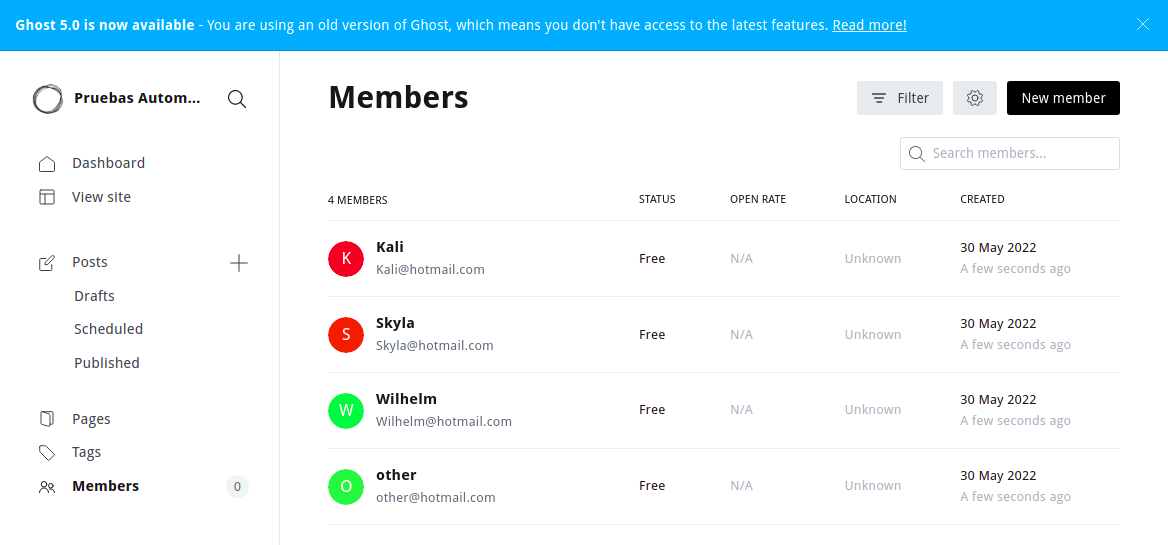 Ghost 5.0 is now available - You are using an old version of Ghost, which means you don't have access to the latest features. Read more!
Pruebas Autom...
Dashboard
View site
Posts
Drafts
Scheduled
Published
Pages
Tags
Members 0
Members
Filter
New member
Search members...
4 MEMBERS STATUS OPEN RATE LOCATION CREATED
K
Kali
Kali@hotmail.com
Free N/A Unknown
30 May 2022
A few seconds ago
S
Skyla
Skyla@hotmail.com
Free N/A Unknown
30 May 2022
A few seconds ago
W
Wilhelm
Wilhelm@hotmail.com
Free N/A Unknown
30 May 2022
A few seconds ago
O
other
other@hotmail.com
Free N/A Unknown
30 May 2022
A few seconds ago